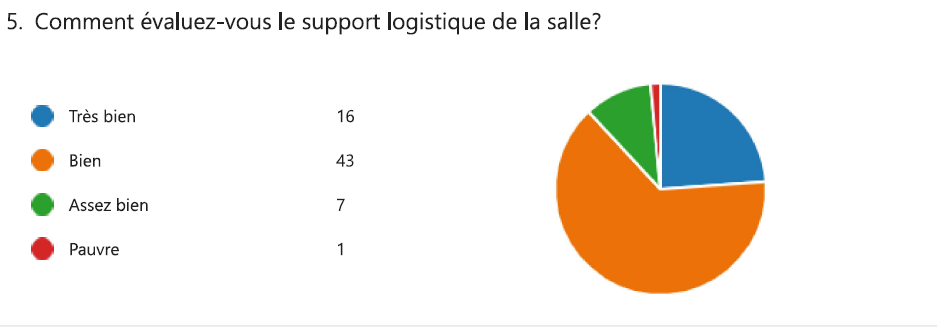 5. Comment évaluez-vous le support logistique de la salle?
Très bien 16
Bien 43
Assez bien 7
Pauvre 1